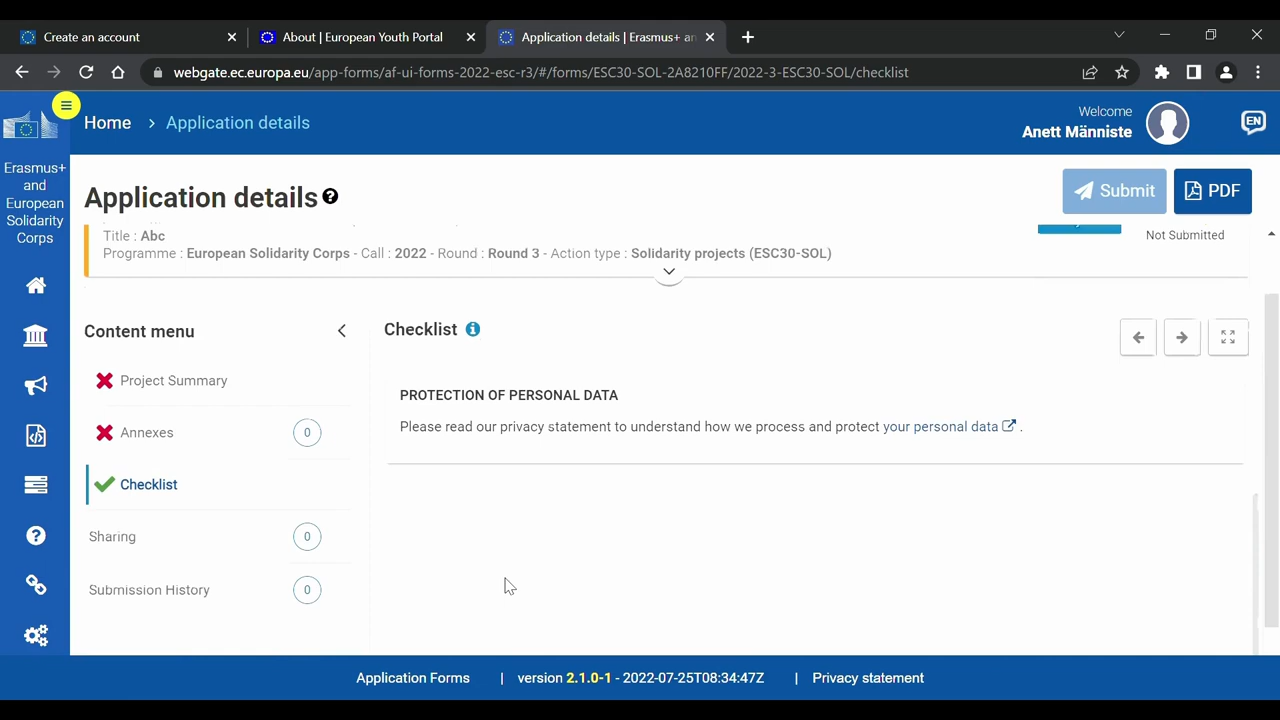 Create an account
About | European Youth Portal
Application details | Erasmus+ an
webgate.ec.europa.eu/app-forms/af-ui-forms-2022-esc-r3/#/forms/ESC30-SOL-2A8210FF/2022-3-ESC30-SOL/checklist
Home > Application details
Welcome
Anett Männiste
EN
Erasmus+
and
European
Solidarity
Corps
Application details
Submit
PDF
Title : Abc
Not Submitted
Programme : European Solidarity Corps - Call : 2022 - Round : Round 3 - Action type : Solidarity projects (ESC30-SOL)
Content menu
Checklist
Project Summary
PROTECTION OF PERSONAL DATA
Please read our privacy statement to understand how we process and protect your personal data .
Annexes 0
Checklist
Sharing 0
Submission History 0
Application Forms | version 2.1.0-1 - 2022-07-25T08:34:47Z | Privacy statement